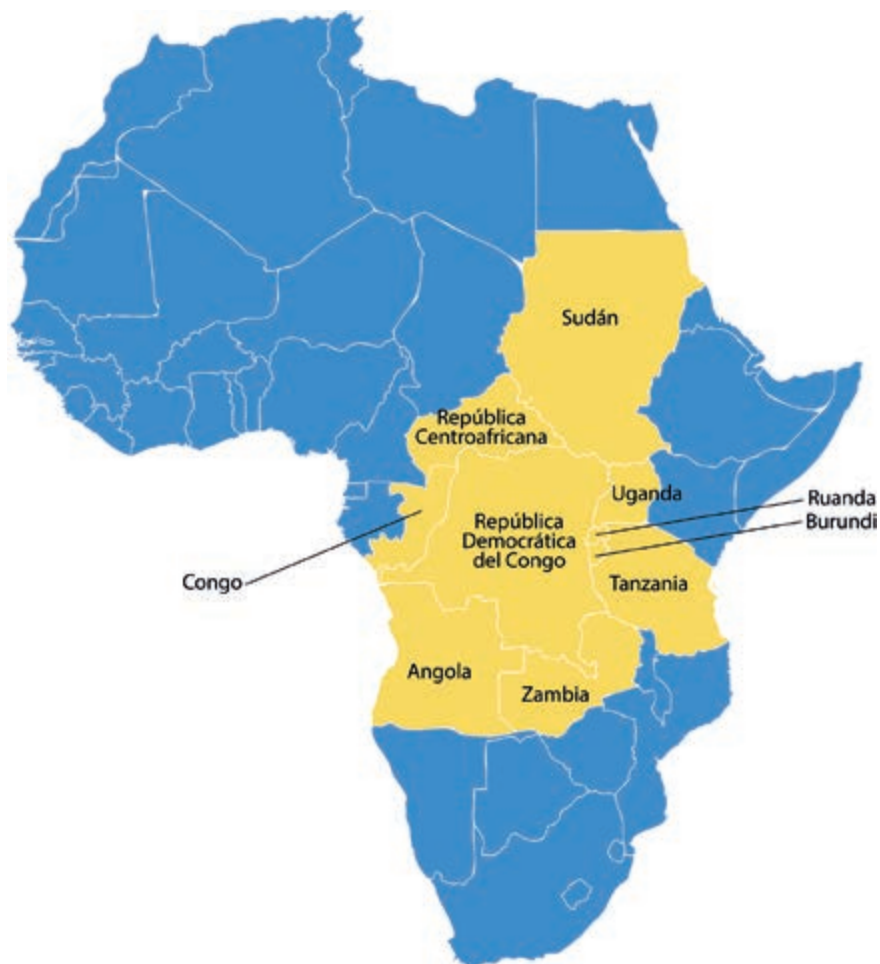 Sudán
República
Centroafricana
Uganda
Ruanda
República
Democrática
del Congo
Burundi
Congo
Tanzania
Angola
Zambia